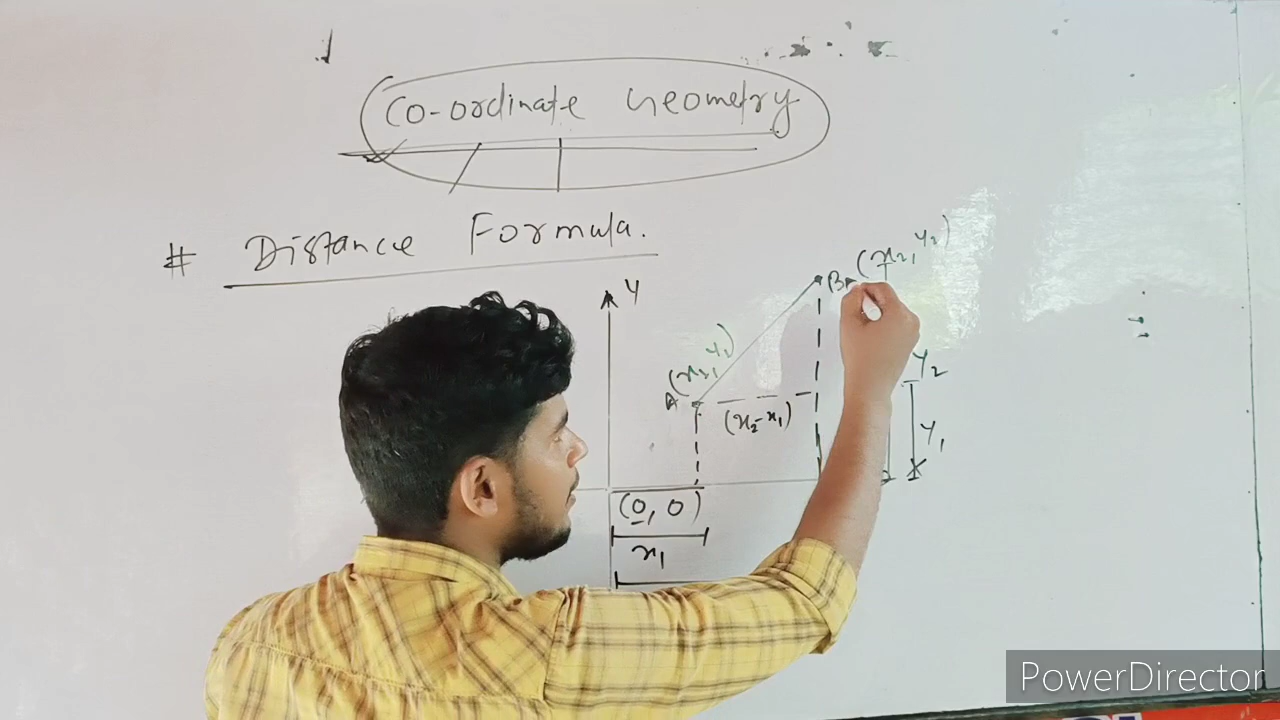 Co-ordinate Geometry
# Distance Formula.
Y
B (x2, y2)
A (x1, y1)
(x2-x1)
y2
y1
(0, 0)
x1
PowerDirector